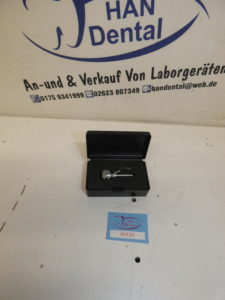 HAN
Dental
An- und & Verkauf Von Laborgeräten
0175 9341999 02623 807349 handental@web.de